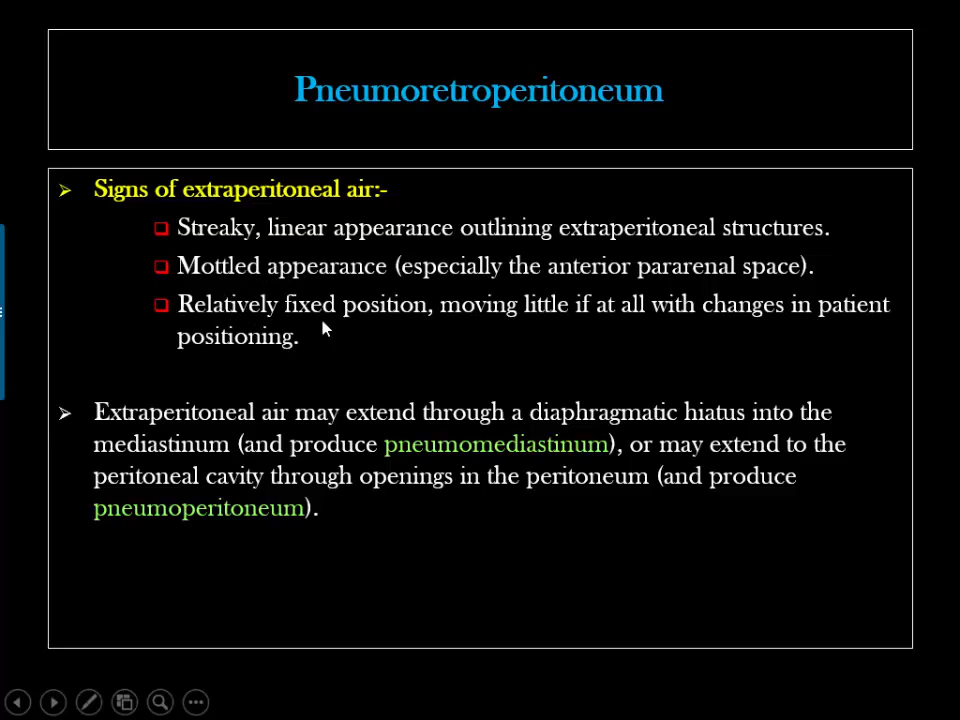 Pneumoretroperitoneum
Signs of extraperitoneal air:-
Streaky, linear appearance outlining extraperitoneal structures.
Mottled appearance (especially the anterior pararenal space).
Relatively fixed position, moving little if at all with changes in patient
positioning.
Extraperitoneal air may extend through a diaphragmatic hiatus into the
mediastinum (and produce pneumomediastinum), or may extend to the
peritoneal cavity through openings in the peritoneum (and produce
pneumoperitoneum).